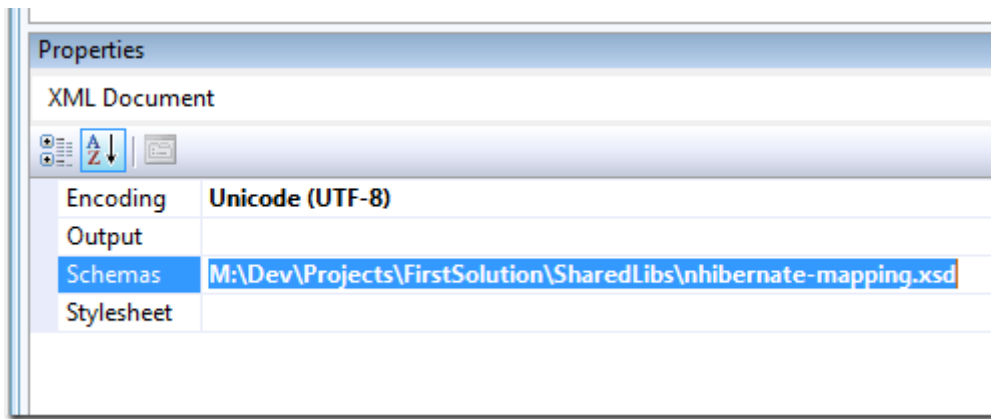 Properties
XML Document
A Z
Encoding Unicode (UTF-8)
Output
Schemas M:\Dev\Projects\FirstSolution\SharedLibs\nhibernate-mapping.xsd
Stylesheet